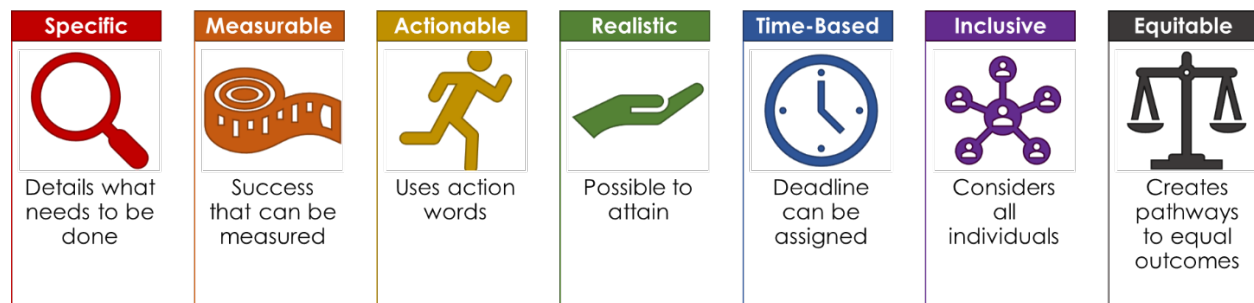 Specific
Details what
needs to be
done
Measurable
Success
that can be
measured
Actionable
Uses action
words
Realistic
Possible to
attain
Time-Based
Deadline
can be
assigned
Inclusive
Considers
all
individuals
Equitable
Creates
pathways
to equal
outcomes